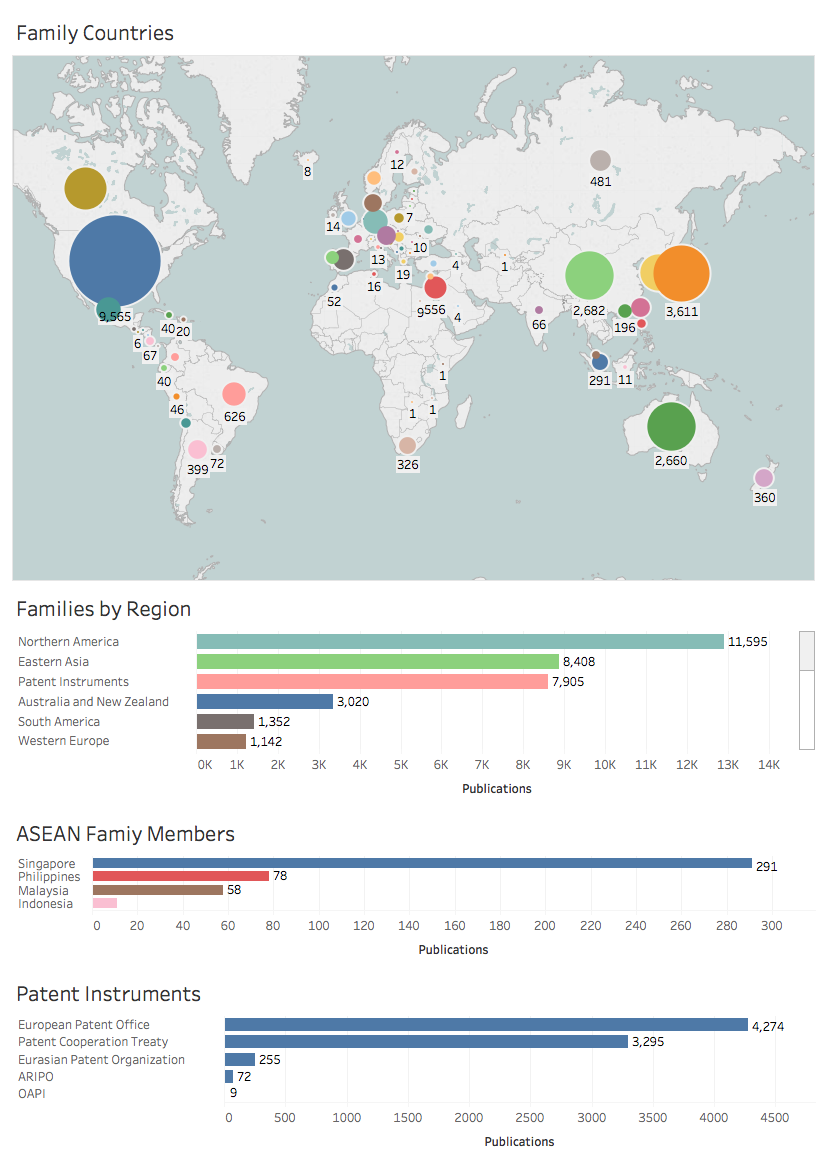 Family Countries
12
8
481
14
7
10
13
4
1
19
16
52
9,565
9
556
4
2,682
3,611
66
196
40
20
6
67
40
1
291
11
46
626
1
1
2,660
399
72
326
360
Families by Region
Northern America 11,595
Eastern Asia 8,408
Patent Instruments 7,905
Australia and New Zealand 3,020
South America 1,352
Western Europe 1,142
0K 1K 2K 3K 4K 5K 6K 7K 8K 9K 10K 11K 12K 13K 14K
Publications
ASEAN Famiy Members
Singapore 291
Philippines 78
Malaysia 58
Indonesia
0 20 40 60 80 100 120 140 160 180 200 220 240 260 280 300
Publications
Patent Instruments
European Patent Office 4,274
Patent Cooperation Treaty 3,295
Eurasian Patent Organization 255
ARIPO 72
OAPI 9
0 500 1000 1500 2000 2500 3000 3500 4000 4500
Publications